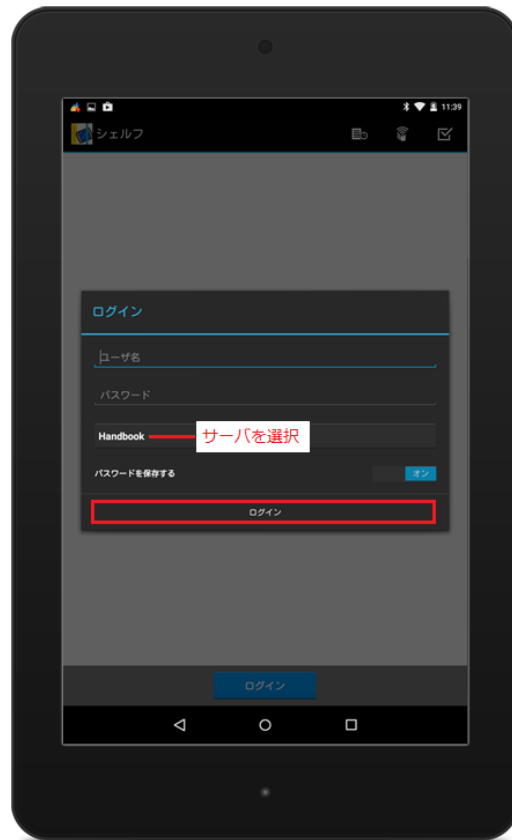 11:39
シェルフ
ログイン
ユーザ名
パスワード
Handbook
サーバを選択
パスワードを保存する
オン
ログイン
ログイン